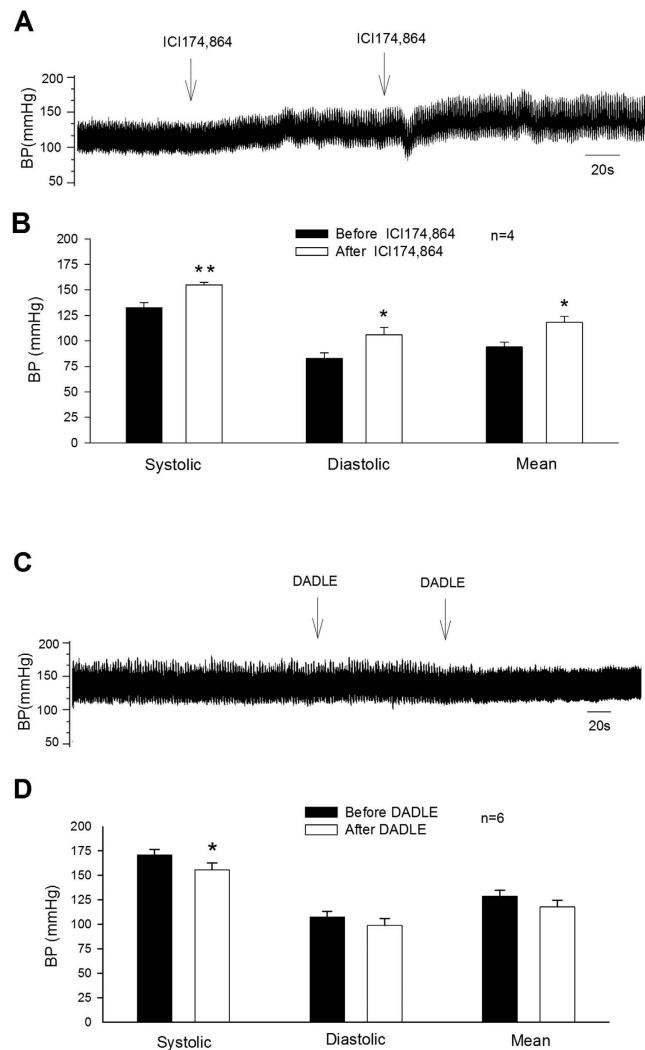 A
ICI174,864 ICI174,864
BP(mmHg)
200
150
100
50
20s
B
Before ICI174,864 n=4
After ICI174,864
BP (mmHg)
200
175
150
125
100
75
50
25
0
** * *
Systolic Diastolic Mean
C
DADLE DADLE
BP(mmHg)
200
150
100
50
20s
D
Before DADLE n=6
After DADLE
BP (mmHg)
200
175
150
125
100
75
50
25
0
*
Systolic Diastolic Mean